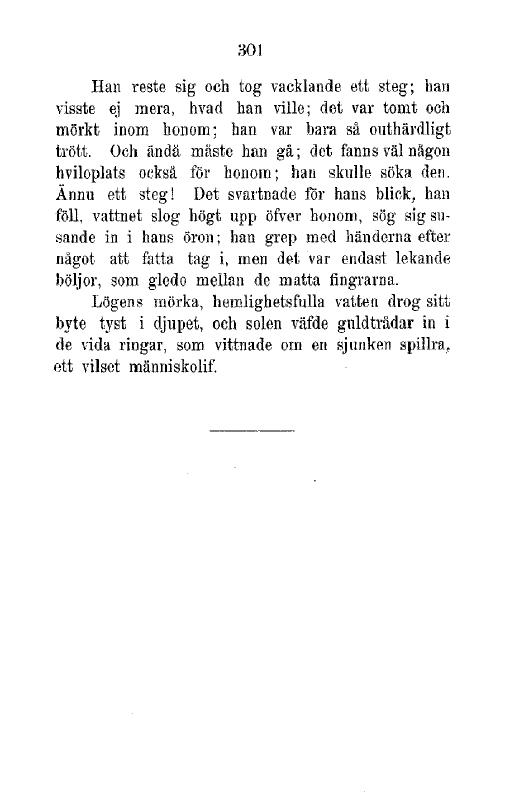 301
Han reste sig och tog vacklande ett steg; han
visste ej mera, hvad han ville; det var tomt och
mörkt inom honom; han var bara så outhärdligt
trött. Och ändå måste han gå; det fanns väl någon
hviloplats också för honom; han skulle söka den.
Ännu ett steg! Det svartnade för hans blick, han
föll, vattnet slog högt upp öfver honom, sög sig su-
sande in i hans öron; han grep med händerna efter
något att fatta tag i, men det var endast lekande
böljor, som gledo mellan de matta fingrarna.
Lögens mörka, hemlighetsfulla vatten drog sitt
byte tyst i djupet, och solen väfde guldtrådar in i
de vida ringar, som vittnade om en sjunken spillra,
ett vilset människolif.